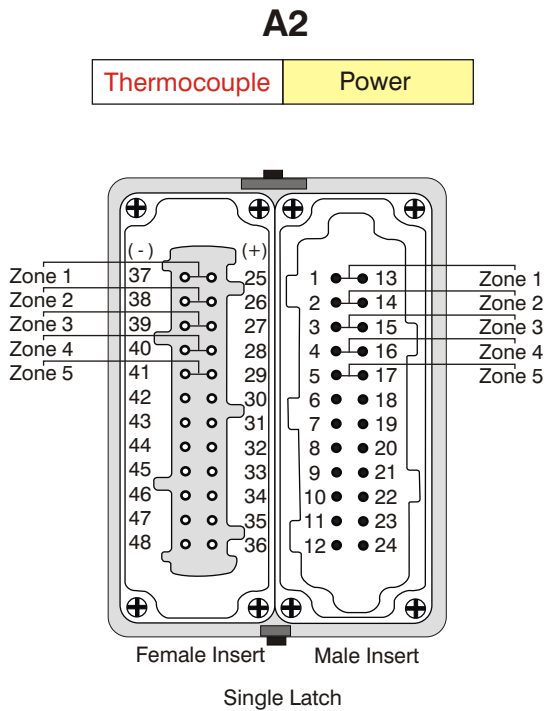 A2
Thermocouple Power
(-) (+)
Zone 1 37 25 1 13 Zone 1
Zone 2 38 26 2 14 Zone 2
Zone 3 39 27 3 15 Zone 3
Zone 4 40 28 4 16 Zone 4
Zone 5 41 29 5 17 Zone 5
42 30 6 18
43 31 7 19
44 32 8 20
45 33 9 21
46 34 10 22
47 35 11 23
48 36 12 24
Female Insert Male Insert
Single Latch